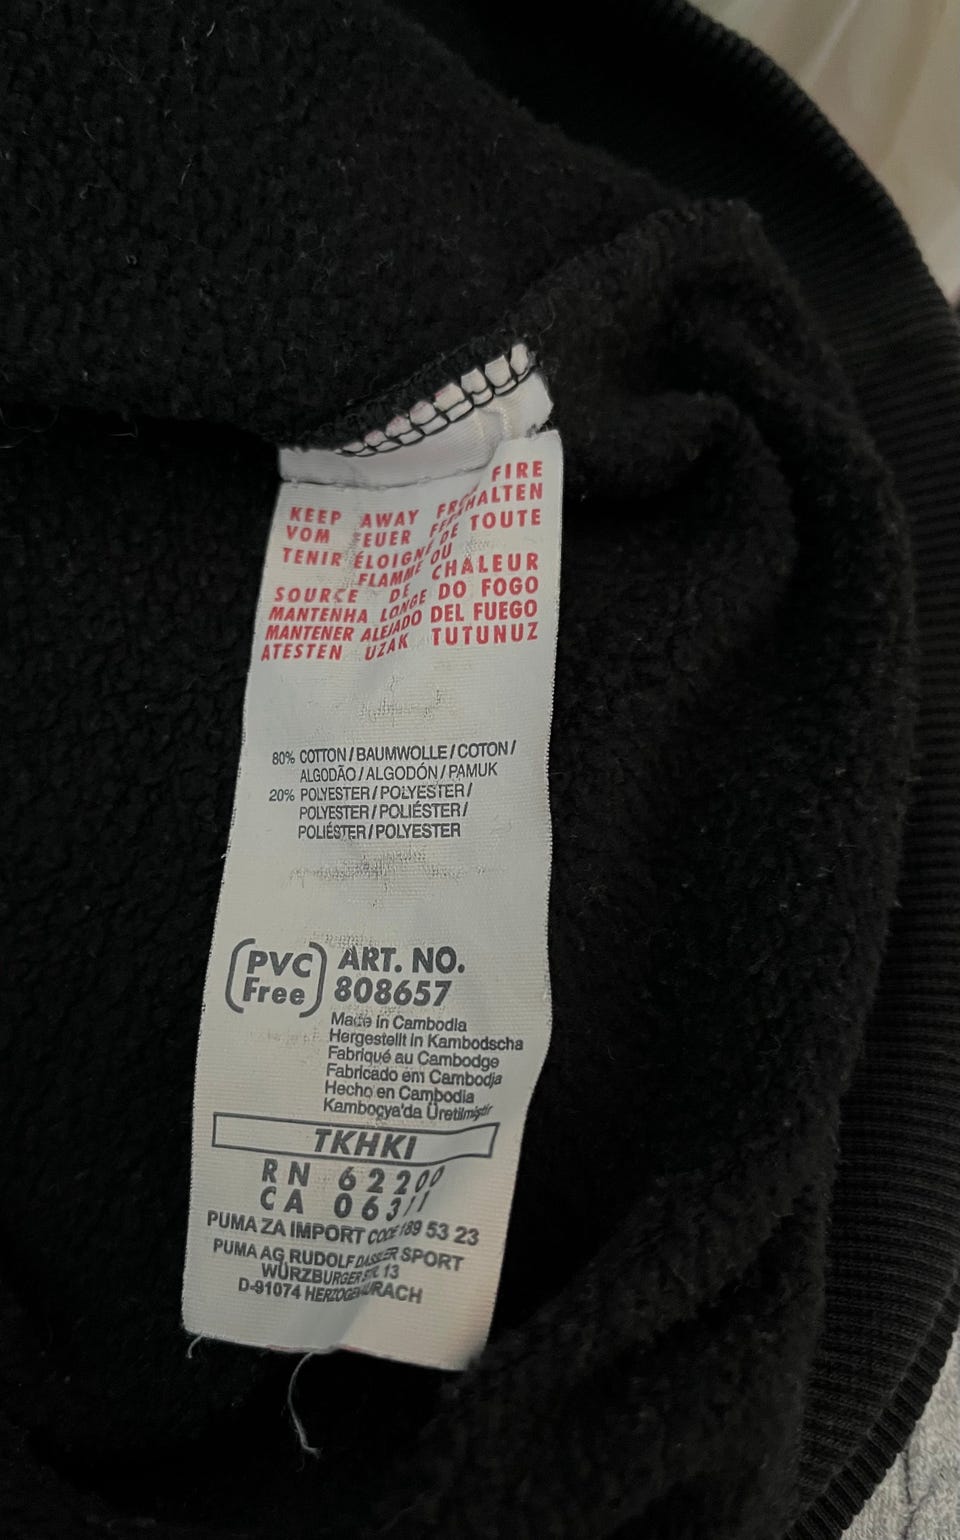 KEEP AWAY FROM FIRE
VOM FEUER FERNHALTEN
TENIR ÉLOIGNÉ DE TOUTE
FLAMME OU
SOURCE DE CHALEUR
MANTENHA LONGE DO FOGO
MANTENER ALEJADO DEL FUEGO
ATESTEN UZAK TUTUNUZ
80% COTTON / BAUMWOLLE / COTON /
ALGODÃO / ALGODÓN / PAMUK
20% POLYESTER / POLYESTER /
POLYESTER / POLIÉSTER /
POLIÉSTER / POLYESTER
PVC
Free
ART. NO.
808657
Made in Cambodia
Hergestellt in Kambodscha
Fabriqué au Cambodge
Fabricado em Camboja
Hecho en Camboya
Kamboçya'da Üretilmiştir
TKHKI
RN 62200
CA 06311
PUMA ZA IMPORT CODE 189 53 23
PUMA AG RUDOLF DASSLER SPORT
WÜRZBURGER STR. 13
D-91074 HERZOGENAURACH